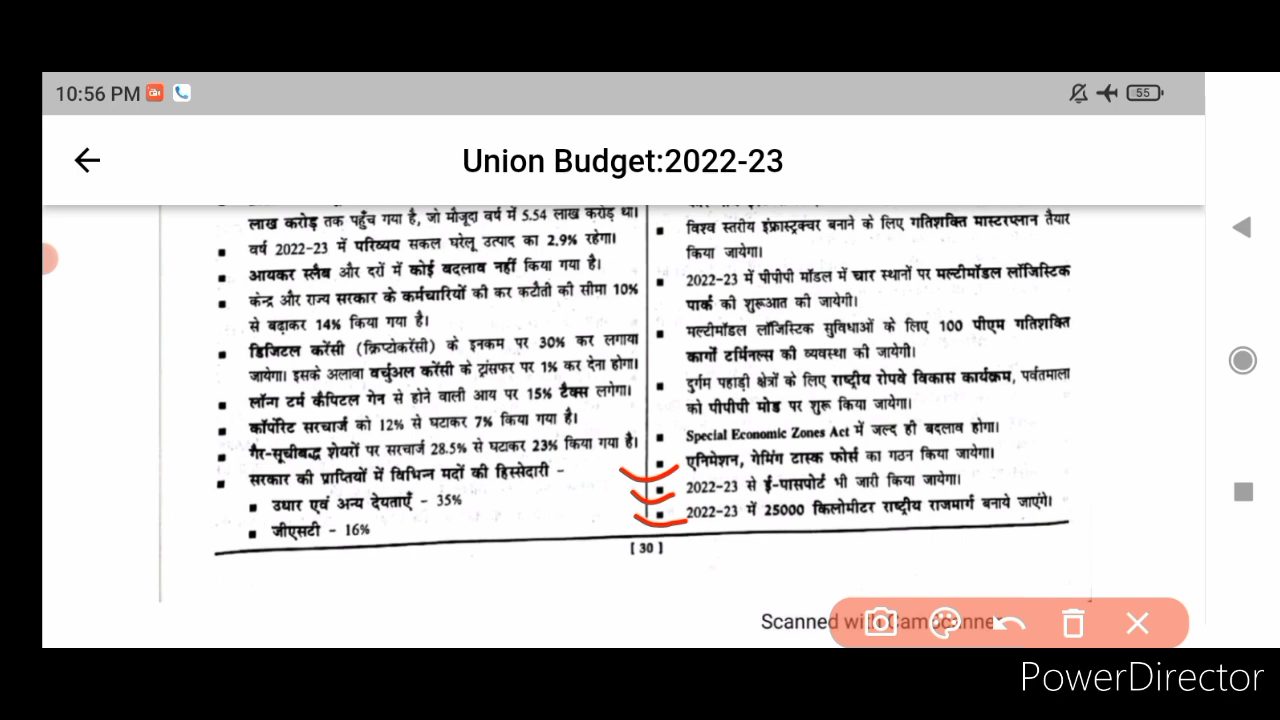 10:56 PM
55
Union Budget:2022-23
लाख करोड़ तक पहुँच गया है, जो मौजूदा वर्ष में 5.54 लाख करोड़ था।
वर्ष 2022-23 में परिव्यय सकल घरेलू उत्पाद का 2.9% रहेगा।
आयकर स्लैब और दरों में कोई बदलाव नहीं किया गया है।
केन्द्र और राज्य सरकार के कर्मचारियों की कर कटौती की सीमा 10%
से बढ़ाकर 14% किया गया है।
डिजिटल करेंसी (क्रिप्टोकरेंसी) के इनकम पर 30% कर लगाया
जायेगा। इसके अलावा वर्चुअल करेंसी के ट्रांसफर पर 1% कर देना होगा।
लॉन्ग टर्म कैपिटल गेन से होने वाली आय पर 15% टैक्स लगेगा।
कॉर्पोरेट सरचार्ज को 12% से घटाकर 7% किया गया है।
गैर-सूचीबद्ध शेयरों पर सरचार्ज 28.5% से घटाकर 23% किया गया है।
सरकार की प्राप्तियों में विभिन्न मदों की हिस्सेदारी –
उधार एवं अन्य देयताएँ – 35%
जीएसटी – 16%
विश्व स्तरीय इंफ्रास्ट्रक्चर बनाने के लिए गतिशक्ति मास्टरप्लान तैयार
किया जायेगा।
2022-23 में पीपीपी मॉडल में चार स्थानों पर मल्टीमॉडल लॉजिस्टिक
पार्क की शुरूआत की जायेगी।
मल्टीमॉडल लॉजिस्टिक सुविधाओं के लिए 100 पीएम गतिशक्ति
कार्गो टर्मिनल्स की व्यवस्था की जायेगी।
दुर्गम पहाड़ी क्षेत्रों के लिए राष्ट्रीय रोपवे विकास कार्यक्रम, पर्वतमाला
को पीपीपी मोड पर शुरू किया जायेगा।
Special Economic Zones Act में जल्द ही बदलाव होगा।
एनिमेशन, गेमिंग टास्क फोर्स का गठन किया जायेगा।
2022-23 से ई-पासपोर्ट भी जारी किया जायेगा।
2022-23 में 25000 किलोमीटर राष्ट्रीय राजमार्ग बनाये जाएंगे।
[ 30 ]
Scanned with CamScanner
PowerDirector